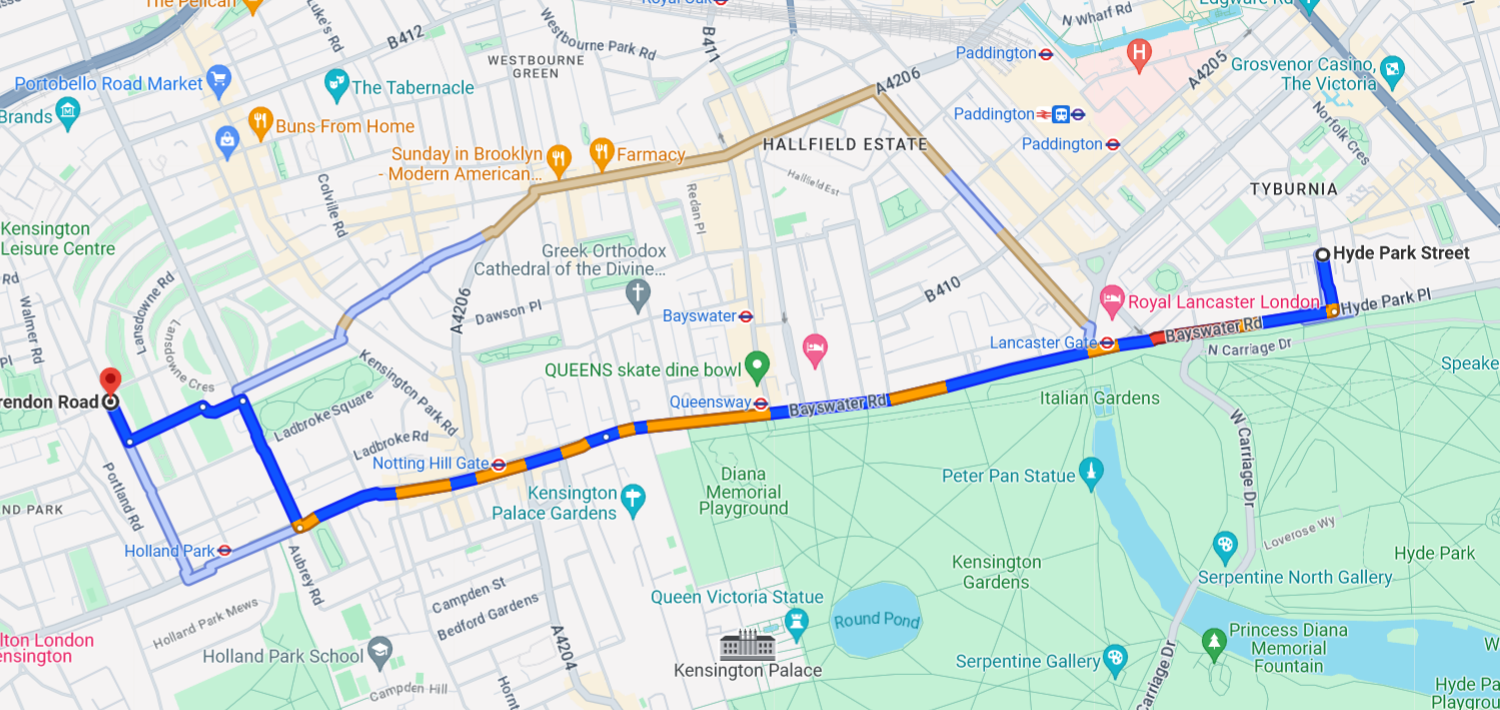 The Pelican
Luke's Rd
B412
Westbourne Park Rd
Royal Oak
B411
N Wharf Rd
Edgware Rd
Paddington
H
A4206
A4205
Grosvenor Casino,
The Victoria
WESTBOURNE
GREEN
Portobello Road Market
The Tabernacle
Brands
Buns From Home
Paddington
Paddington
Norfolk Cres
Sunday in Brooklyn
- Modern American...
Farmacy
HALLFIELD ESTATE
Hallfield Est
TYBURNIA
Colville Rd
Redan Pl
Kensington
Leisure Centre
Greek Orthodox
Cathedral of the Divine...
Hyde Park Street
Rd
Walmer Rd
Lansdowne Rd
Lansdowne Cres
A4206
Dawson Pl
B410
Bayswater
Royal Lancaster London
Hyde Park Pl
Bayswater Rd
Lancaster Gate
N Carriage Dr
Pl
Kensington Park Rd
QUEENS skate dine bowl
Speake
rendon Road
Ladbroke Square
Queensway
Bayswater Rd
Italian Gardens
W Carriage Dr
Ladbroke Rd
Notting Hill Gate
Portland Rd
Diana
Memorial
Playground
Peter Pan Statue
Kensington
Palace Gardens
ND PARK
Holland Park
Aubrey Rd
Loverose Wy
Hyde Park
Kensington
Gardens
Serpentine North Gallery
Campden St
Bedford Gardens
Queen Victoria Statue
Holland Park Mews
Round Pond
lton London
ensington
Holland Park School
A4204
Kensington Palace
Princess Diana
Memorial
Fountain
W
Serpentine Gallery
Carriage Dr
Campden Hill
Hornt
Hyde Pa
Playgrou